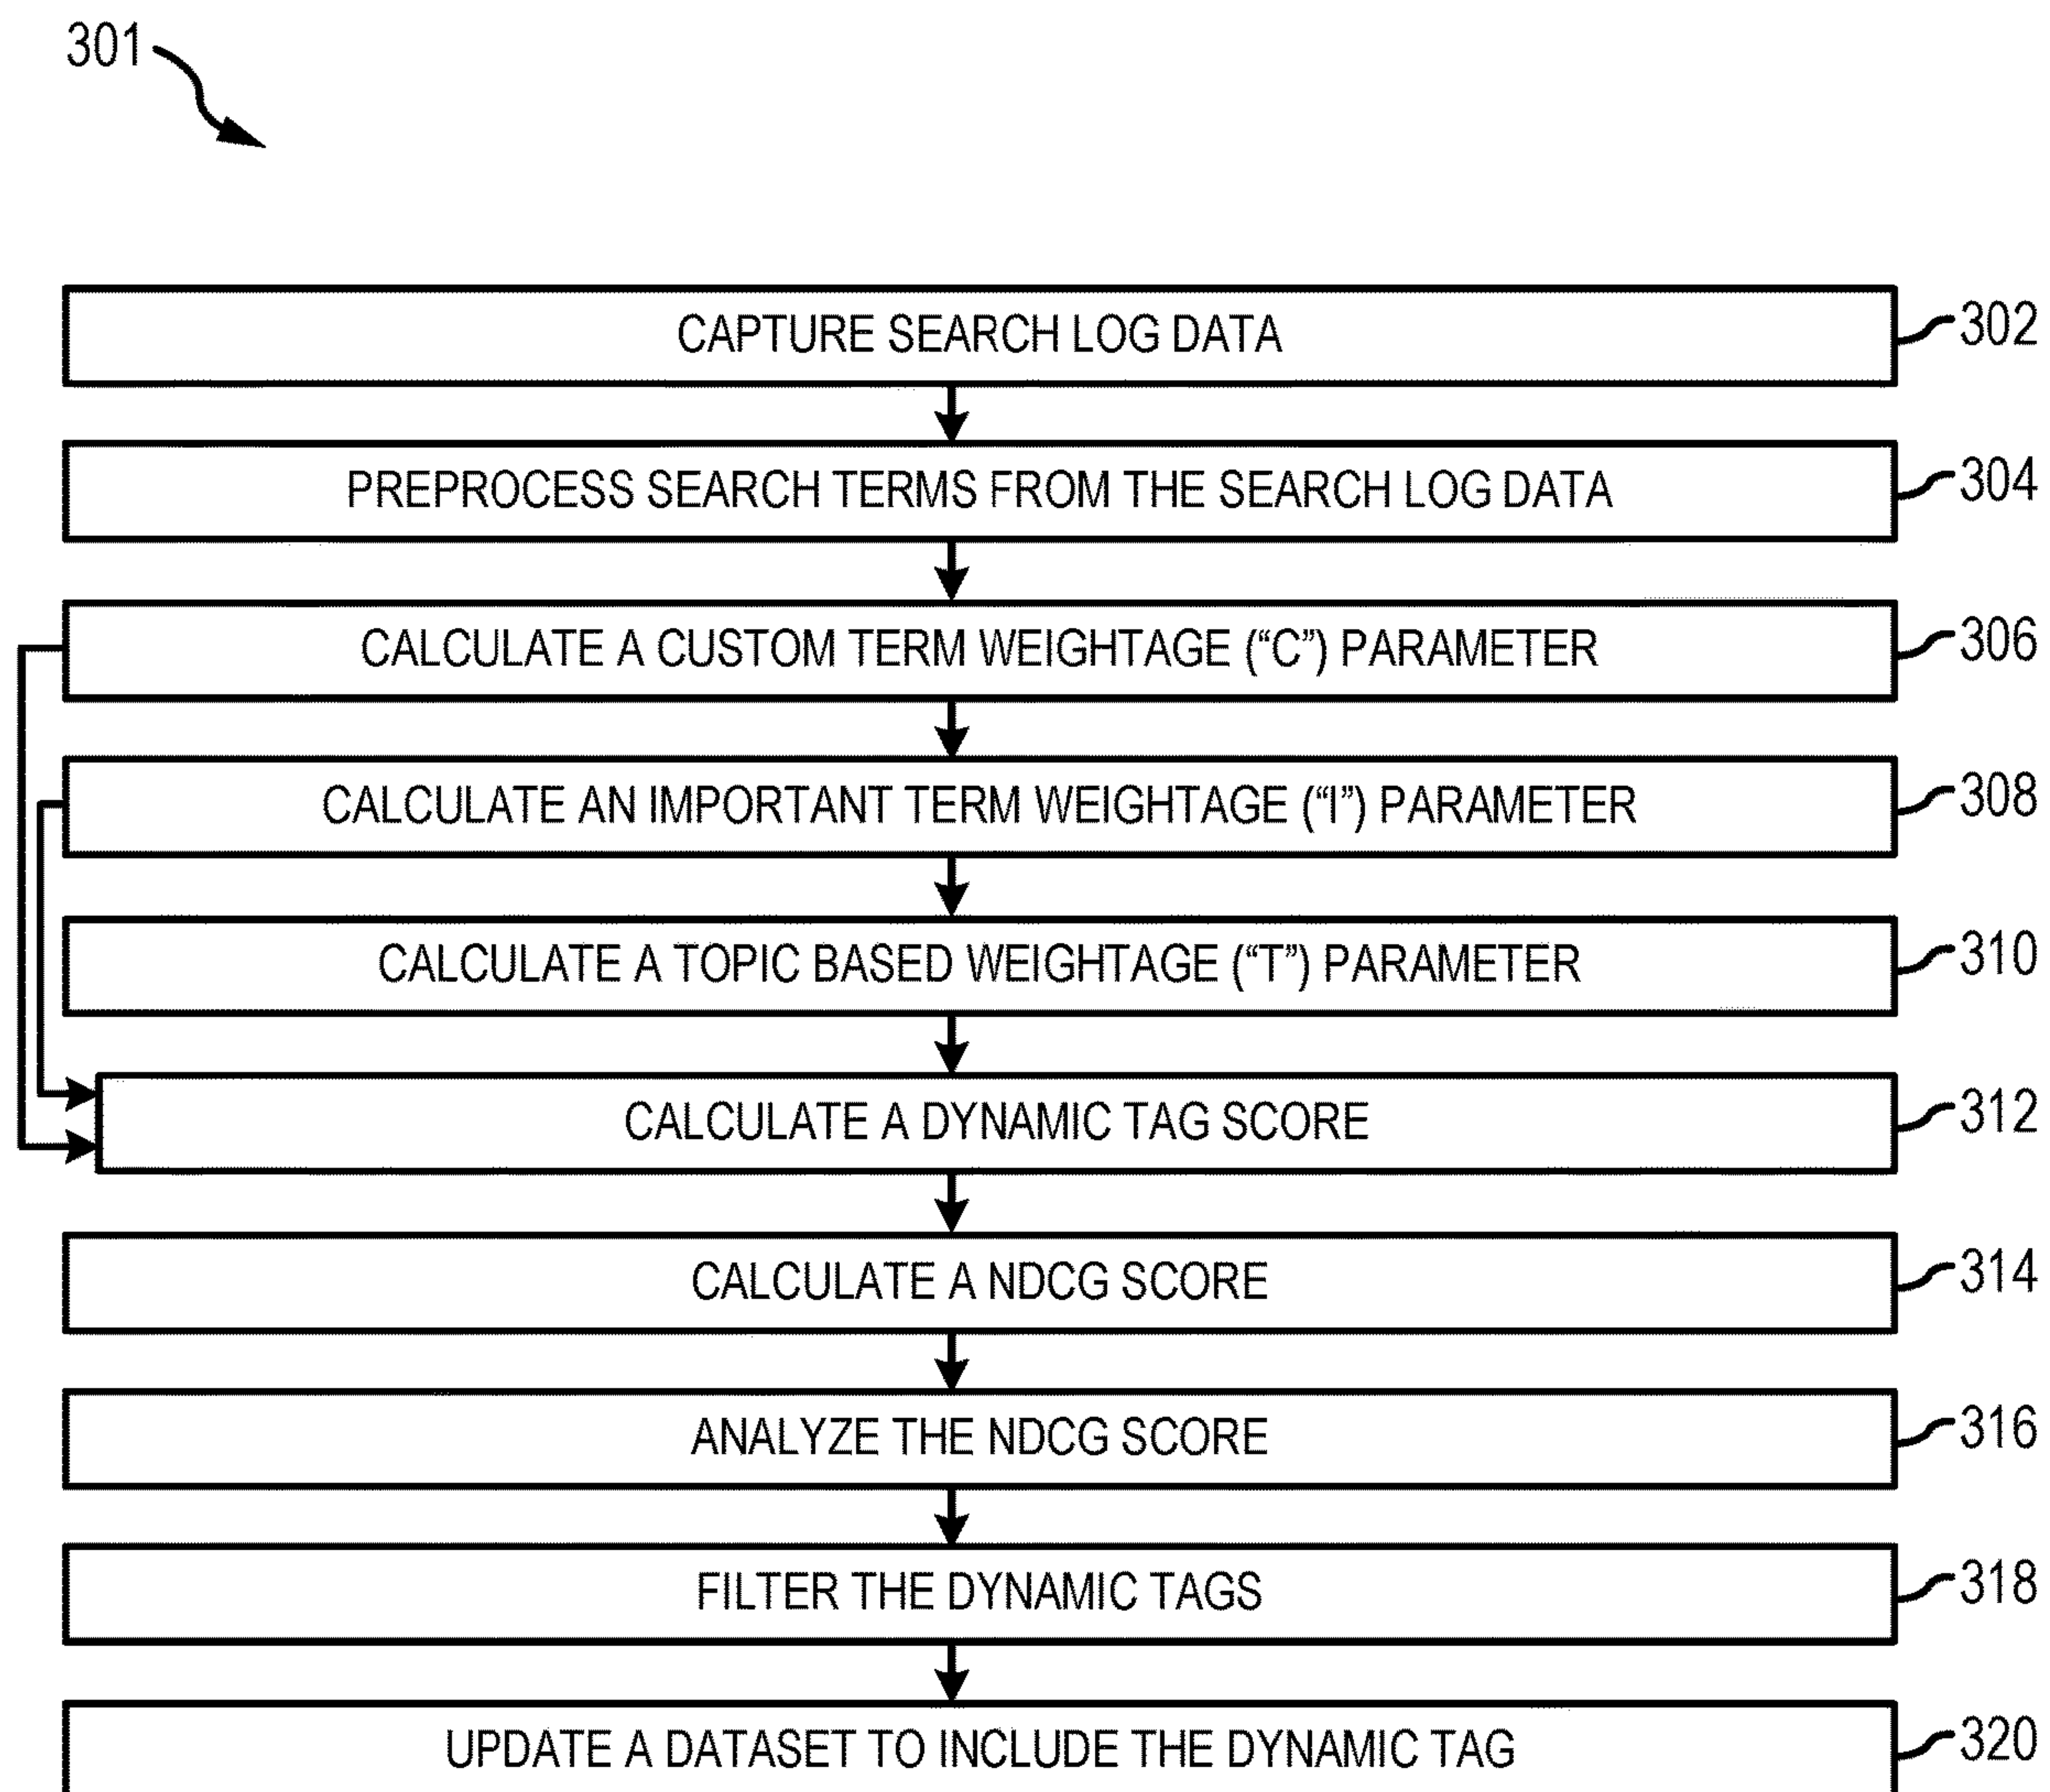 301
CAPTURE SEARCH LOG DATA 302
PREPROCESS SEARCH TERMS FROM THE SEARCH LOG DATA 304
CALCULATE A CUSTOM TERM WEIGHTAGE (“C”) PARAMETER 306
CALCULATE AN IMPORTANT TERM WEIGHTAGE (“I”) PARAMETER 308
CALCULATE A TOPIC BASED WEIGHTAGE (“T”) PARAMETER 310
CALCULATE A DYNAMIC TAG SCORE 312
CALCULATE A NDCG SCORE 314
ANALYZE THE NDCG SCORE 316
FILTER THE DYNAMIC TAGS 318
UPDATE A DATASET TO INCLUDE THE DYNAMIC TAG 320